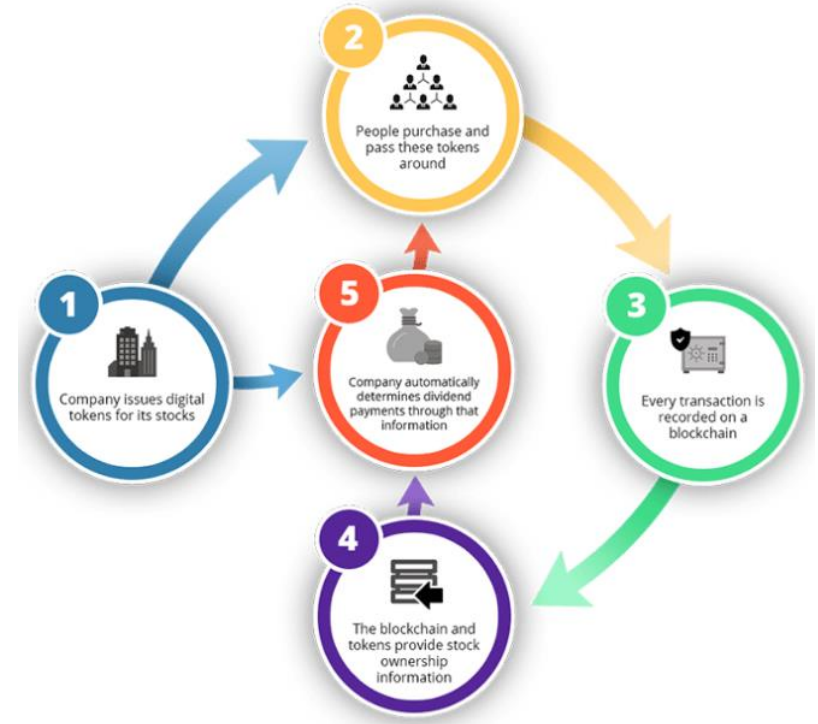 1
Company issues digital
tokens for its stocks
2
People purchase and
pass these tokens
around
3
Every transaction is
recorded on a
blockchain
4
The blockchain and
tokens provide stock
ownership
information
5
Company automatically
determines dividend
payments through that
information